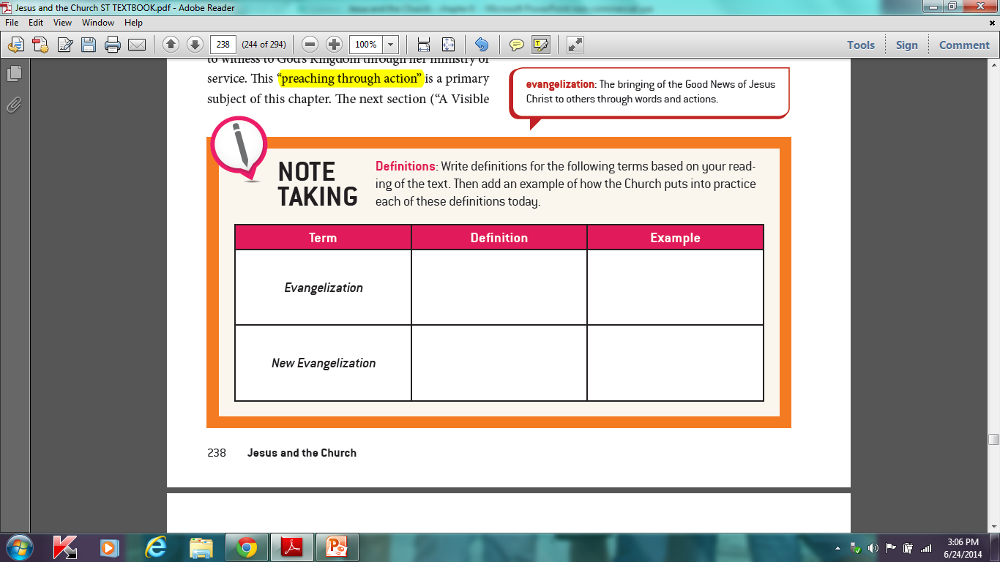 Jesus and the Church ST TEXTBOOK.pdf - Adobe Reader
File Edit View Window Help
238 (244 of 294) 100% Tools Sign Comment
to witness to God's Kingdom through her ministry of
service. This “preaching through action” is a primary
subject of this chapter. The next section (“A Visible
evangelization: The bringing of the Good News of Jesus
Christ to others through words and actions.
NOTE
TAKING
Definitions: Write definitions for the following terms based on your read-
ing of the text. Then add an example of how the Church puts into practice
each of these definitions today.
Term Definition Example
Evangelization
New Evangelization
238 Jesus and the Church
3:06 PM
6/24/2014